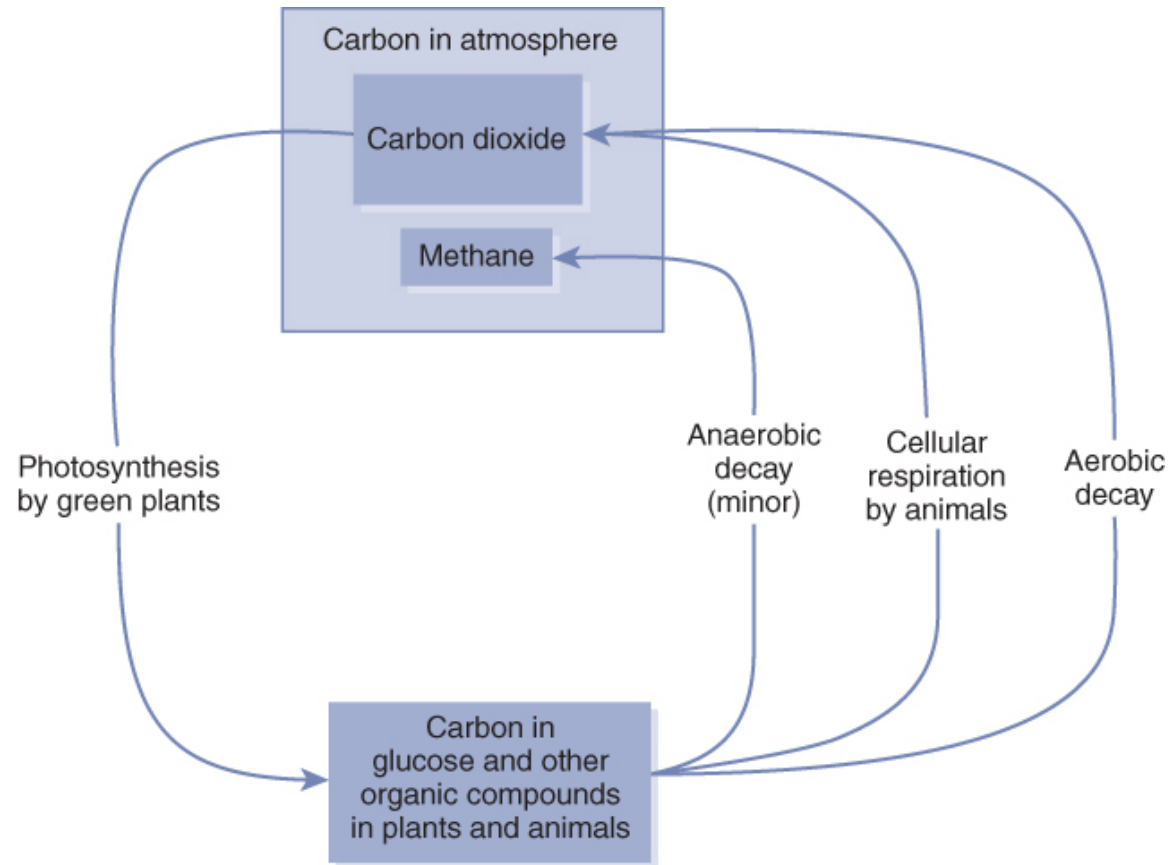 Carbon in atmosphere
Carbon dioxide
Methane
Photosynthesis
by green plants
Anaerobic
decay
(minor)
Cellular
respiration
by animals
Aerobic
decay
Carbon in
glucose and other
organic compounds
in plants and animals